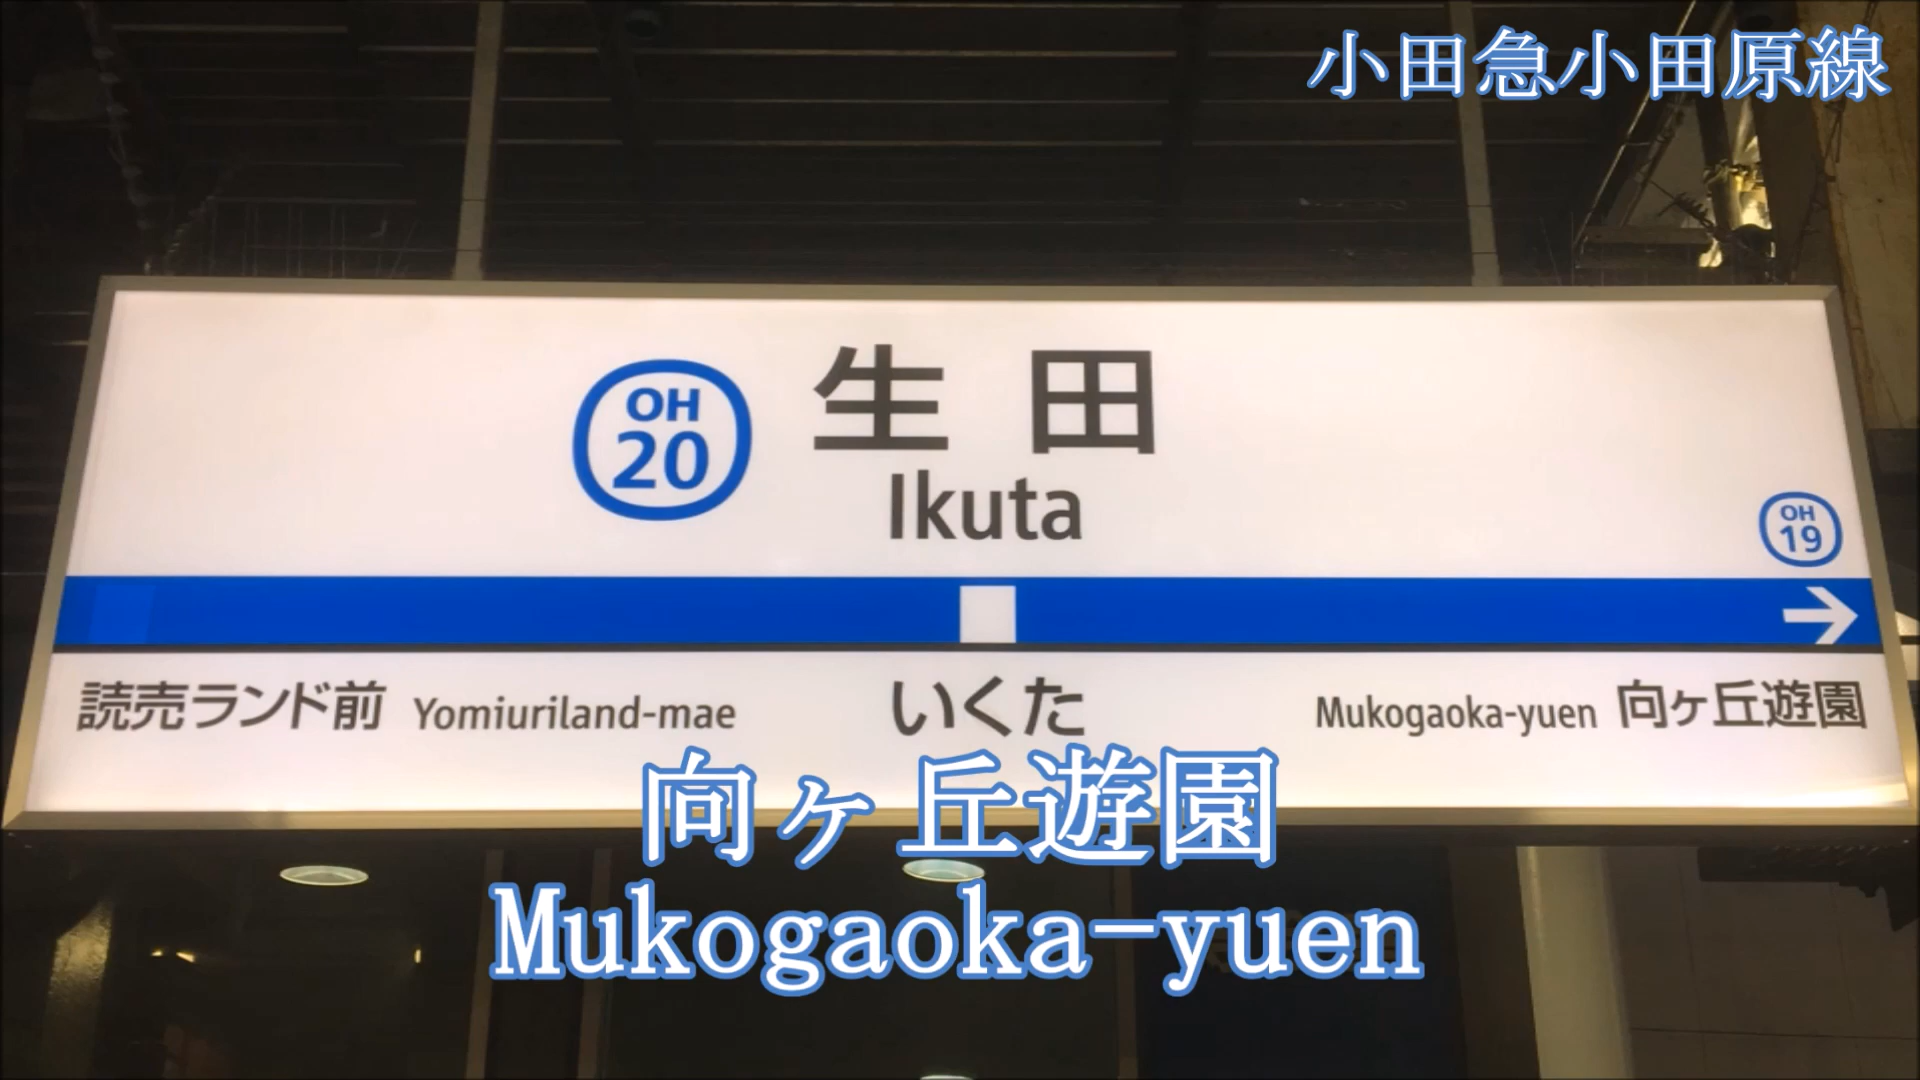 小田急小田原線
OH
20
生田
Ikuta
OH
19
→
読売ランド前 Yomiuriland-mae
いくた
Mukogaoka-yuen 向ヶ丘遊園
向ヶ丘遊園
Mukogaoka-yuen